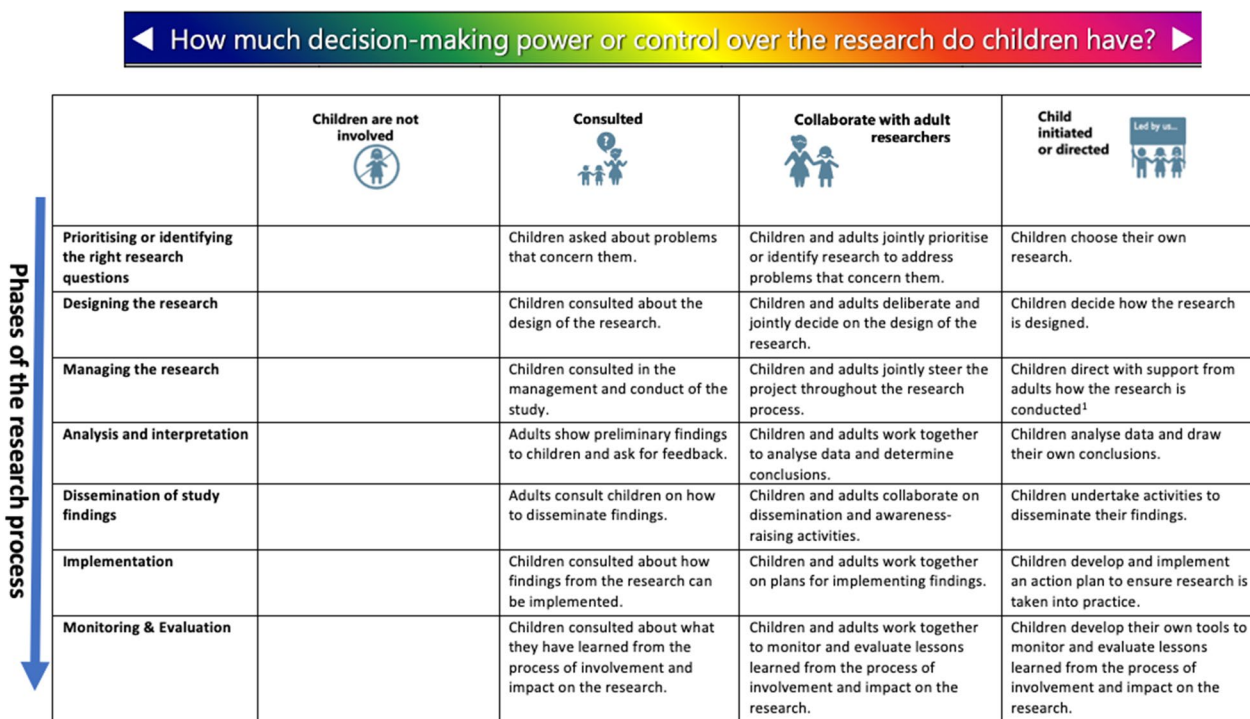 How much decision-making power or control over the research do children have?
Children are not
involved
Consulted
?
Collaborate with adult
researchers
Child
initiated
or directed
Led by us...
Phases of the research process
Prioritising or identifying
the right research
questions
Children asked about problems
that concern them.
Children and adults jointly prioritise
or identify research to address
problems that concern them.
Children choose their own
research.
Designing the research
Children consulted about the
design of the research.
Children and adults deliberate and
jointly decide on the design of the
research.
Children decide how the research
is designed.
Managing the research
Children consulted in the
management and conduct of the
study.
Children and adults jointly steer the
project throughout the research
process.
Children direct with support from
adults how the research is
conducted¹
Analysis and interpretation
Adults show preliminary findings
to children and ask for feedback.
Children and adults work together
to analyse data and determine
conclusions.
Children analyse data and draw
their own conclusions.
Dissemination of study
findings
Adults consult children on how
to disseminate findings.
Children and adults collaborate on
dissemination and awareness-
raising activities.
Children undertake activities to
disseminate their findings.
Implementation
Children consulted about how
findings from the research can
be implemented.
Children and adults work together
on plans for implementing findings.
Children develop and implement
an action plan to ensure research is
taken into practice.
Monitoring & Evaluation
Children consulted about what
they have learned from the
process of involvement and
impact on the research.
Children and adults work together
to monitor and evaluate lessons
learned from the process of
involvement and impact on the
research.
Children develop their own tools to
monitor and evaluate lessons
learned from the process of
involvement and impact on the
research.